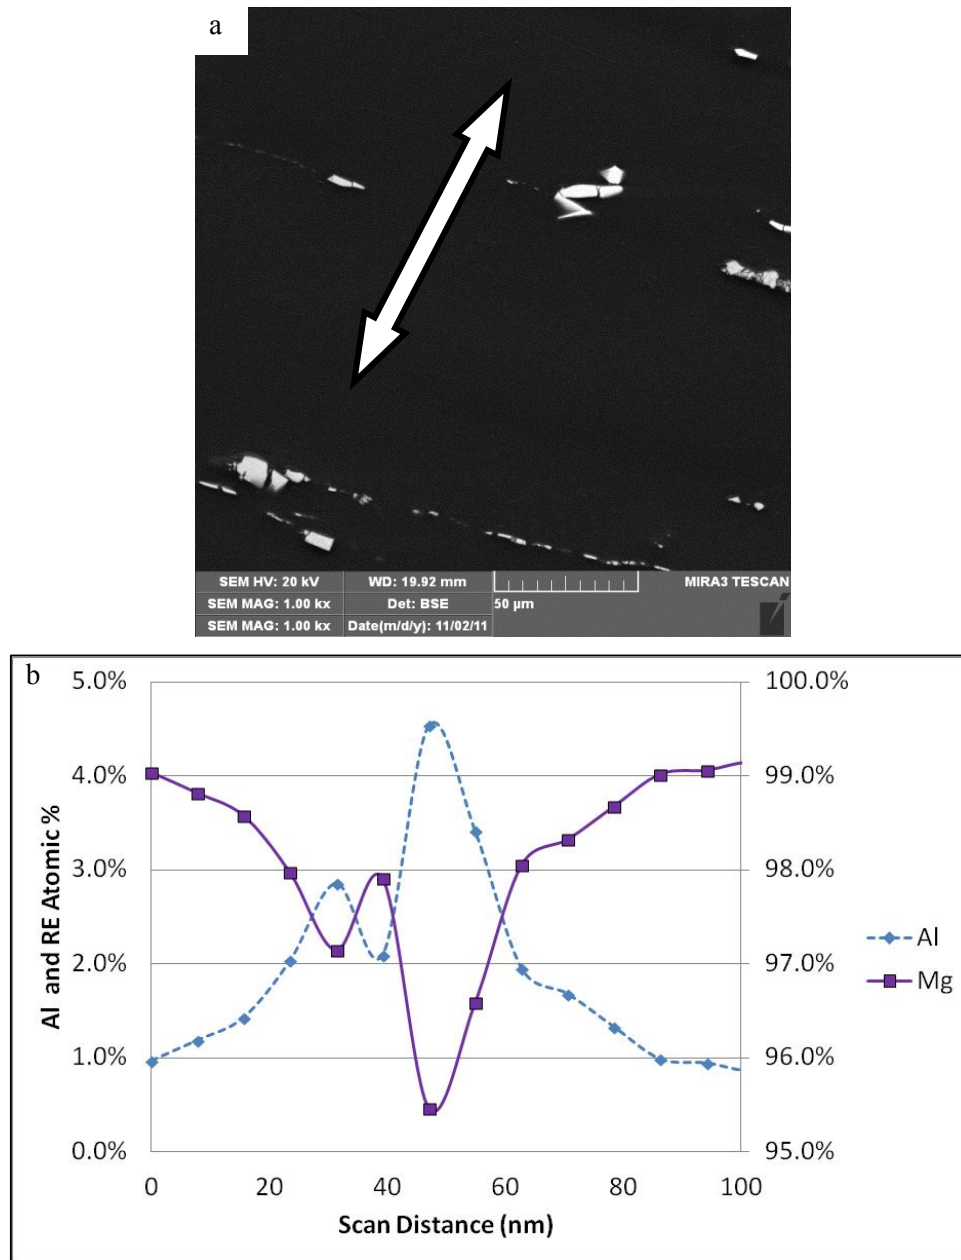 a
SEM HV: 20 kV WD: 19.92 mm MIRA3 TESCAN
SEM MAG: 1.00 kx Det: BSE 50 µm
SEM MAG: 1.00 kx Date(m/d/y): 11/02/11
b
5.0% 100.0%
4.0% 99.0%
3.0% 98.0%
2.0% 97.0%
1.0% 96.0%
0.0% 95.0%
Al and RE Atomic %
Al
Mg
0 20 40 60 80 100
Scan Distance (nm)